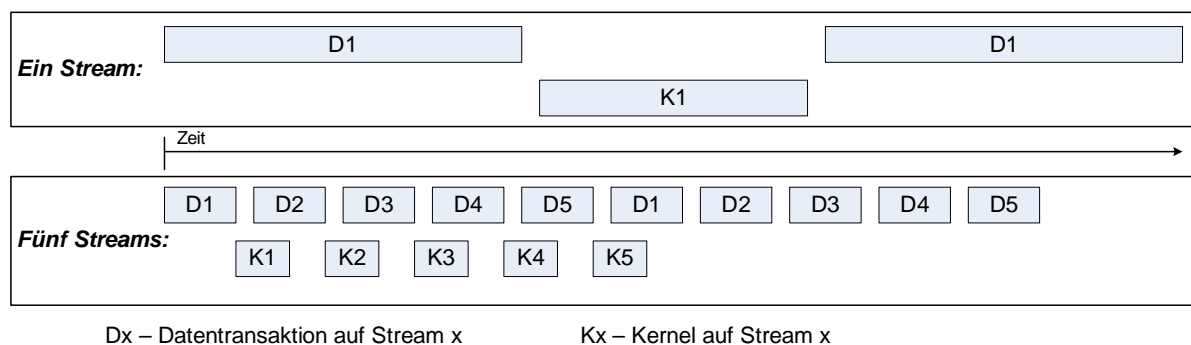 D1 D1
Ein Stream:
K1
Zeit
D1 D2 D3 D4 D5 D1 D2 D3 D4 D5
Fünf Streams:
K1 K2 K3 K4 K5
Dx – Datentransaktion auf Stream x Kx – Kernel auf Stream x